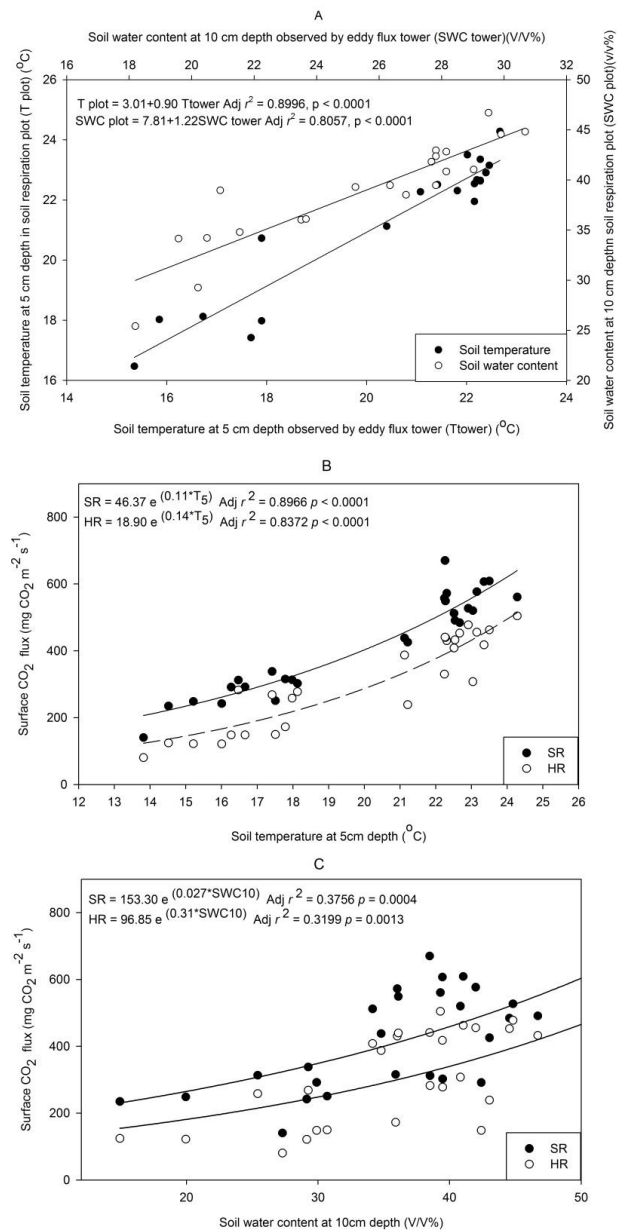 A
Soil water content at 10 cm depth observed by eddy flux tower (SWC tower)(V/V%)
16 18 20 22 24 26 28 30 32
T plot = 3.01+0.90 Ttower Adj r² = 0.8996, p < 0.0001
SWC plot = 7.81+1.22SWC tower Adj r² = 0.8057, p < 0.0001
Soil temperature at 5 cm depth in soil respiration plot (T plot) (°C)
26
24
22
20
18
16
50
45
40
35
30
25
20
Soil water content at 10 cm depthn soil respiration plot (SWC plot)(v/v%)
Soil temperature
Soil water content
14 16 18 20 22 24
Soil temperature at 5 cm depth observed by eddy flux tower (Ttower) (°C)
B
SR = 46.37 e (0.11*T5) Adj r² = 0.8966 p < 0.0001
HR = 18.90 e (0.14*T5) Adj r² = 0.8372 p < 0.0001
Surface CO2 flux (mg CO2 m-2 s-1)
800
600
400
200
0
SR
HR
12 13 14 15 16 17 18 19 20 21 22 23 24 25 26
Soil temperature at 5cm depth (°C)
C
SR = 153.30 e (0.027*SWC10) Adj r² = 0.3756 p = 0.0004
HR = 96.85 e (0.31*SWC10) Adj r² = 0.3199 p = 0.0013
Surface CO2 flux (mg CO2 m-2 s-1)
800
600
400
200
0
SR
HR
20 30 40 50
Soil water content at 10cm depth (V/V%)